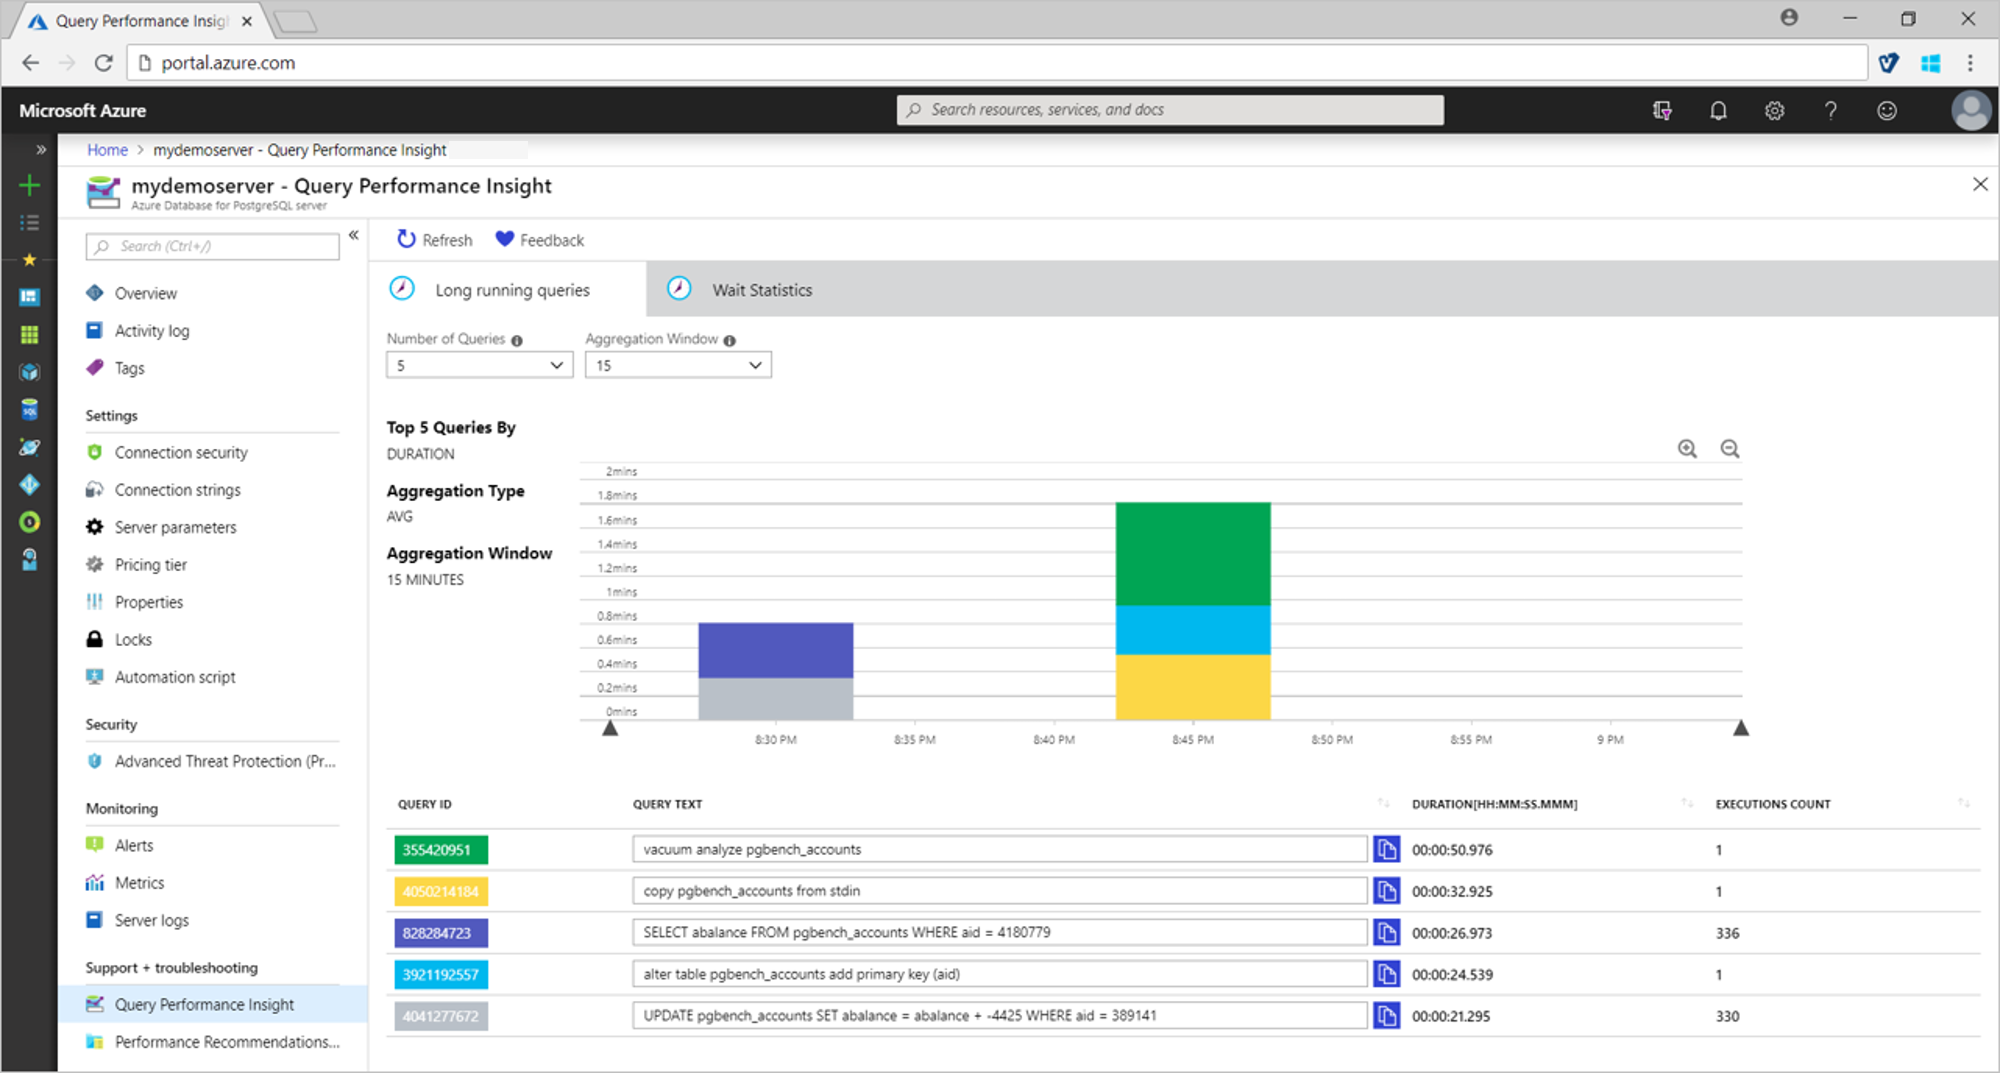 Query Performance Insig
portal.azure.com
Microsoft Azure
Search resources, services, and docs
Home > mydemoserver - Query Performance Insight
mydemoserver - Query Performance Insight
Azure Database for PostgreSQL server
Search (Ctrl+/)
Overview
Activity log
Tags
Settings
Connection security
Connection strings
Server parameters
Pricing tier
Properties
Locks
Automation script
Security
Advanced Threat Protection (Pr...
Monitoring
Alerts
Metrics
Server logs
Support + troubleshooting
Query Performance Insight
Performance Recommendations...
Refresh Feedback
Long running queries Wait Statistics
Number of Queries Aggregation Window
5 15
Top 5 Queries By
DURATION
Aggregation Type
AVG
Aggregation Window
15 MINUTES
2mins
1.8mins
1.6mins
1.4mins
1.2mins
1mins
0.8mins
0.6mins
0.4mins
0.2mins
0mins
8:30 PM 8:35 PM 8:40 PM 8:45 PM 8:50 PM 8:55 PM 9 PM
QUERY ID QUERY TEXT DURATION[HH:MM:SS.MMM] EXECUTIONS COUNT
355420951 vacuum analyze pgbench_accounts 00:00:50.976 1
4050214184 copy pgbench_accounts from stdin 00:00:32.925 1
828284723 SELECT abalance FROM pgbench_accounts WHERE aid = 4180779 00:00:26.973 336
3921192557 alter table pgbench_accounts add primary key (aid) 00:00:24.539 1
4041277672 UPDATE pgbench_accounts SET abalance = abalance + -4425 WHERE aid = 389141 00:00:21.295 330